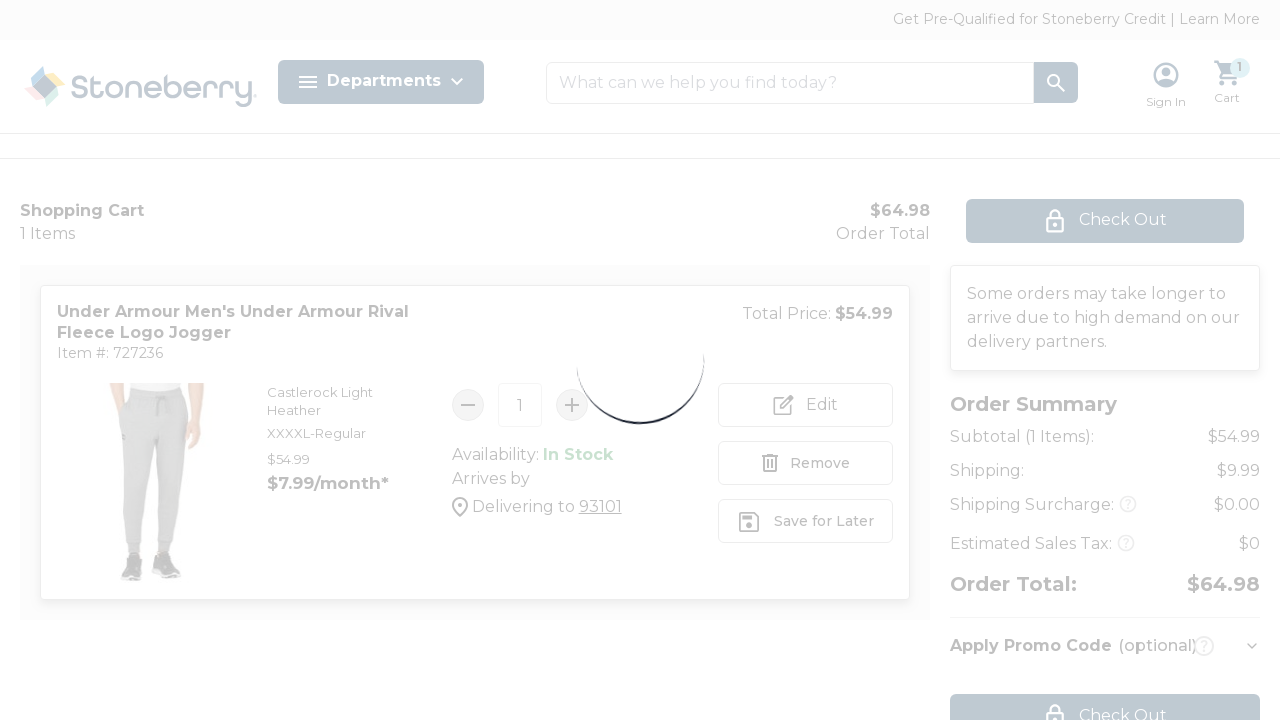 Get Pre-Qualified for Stoneberry Credit | Learn More
Stoneberry
Departments
What can we help you find today?
1
Sign In
Cart
Shopping Cart
1 Items
$64.98
Order Total
Check Out
Under Armour Men's Under Armour Rival
Fleece Logo Jogger
Item #: 727236
Total Price: $54.99
Castlerock Light
Heather
XXXXL-Regular
$54.99
$7.99/month*
1
Availability: In Stock
Arrives by
Delivering to 93101
Edit
Remove
Save for Later
Some orders may take longer to
arrive due to high demand on our
delivery partners.
Order Summary
Subtotal (1 Items): $54.99
Shipping: $9.99
Shipping Surcharge: $0.00
Estimated Sales Tax: $0
Order Total: $64.98
Apply Promo Code (optional)
Check Out